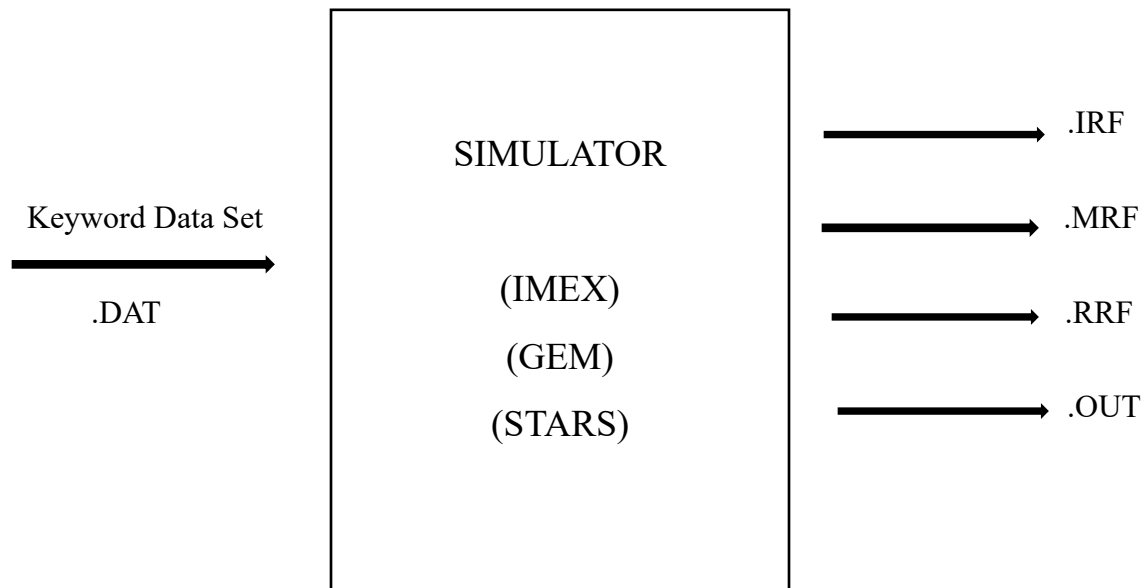 Keyword Data Set
.DAT
SIMULATOR
(IMEX)
(GEM)
(STARS)
.IRF
.MRF
.RRF
.OUT